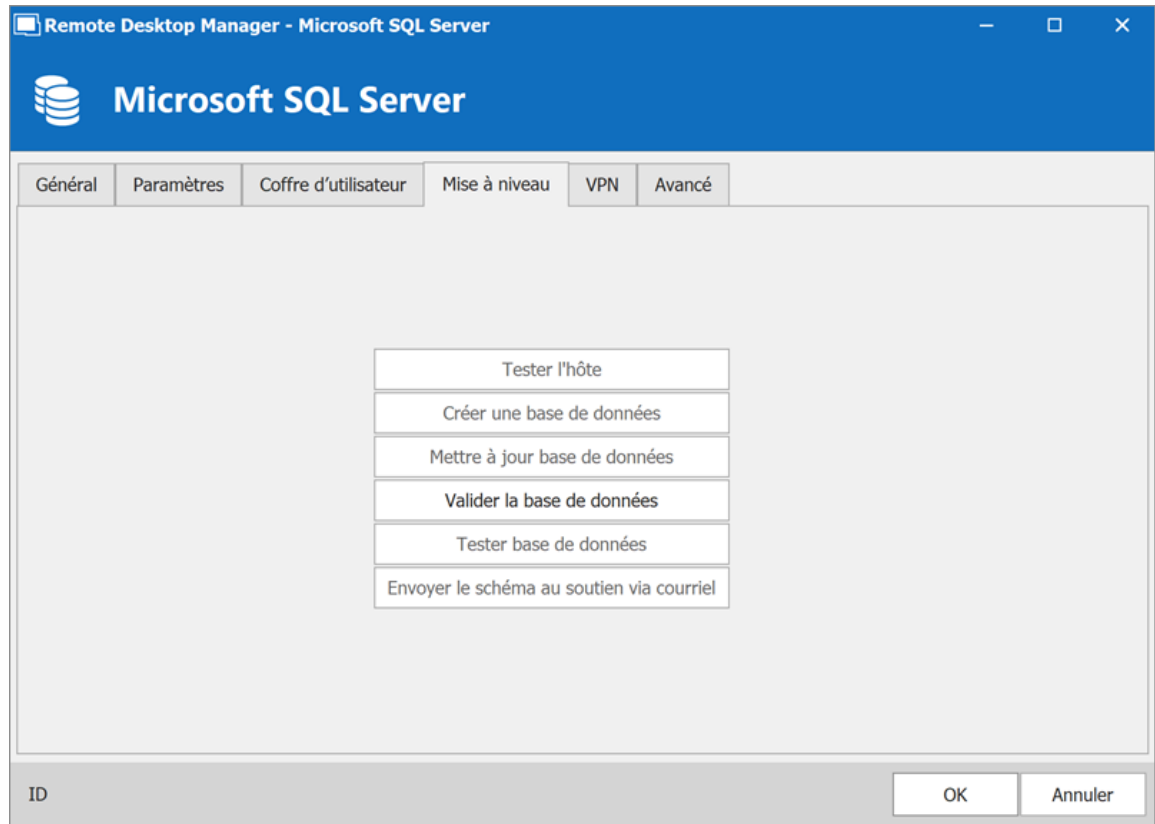 Remote Desktop Manager - Microsoft SQL Server
Microsoft SQL Server
Général Paramètres Coffre d’utilisateur Mise à niveau VPN Avancé
Tester l'hôte
Créer une base de données
Mettre à jour base de données
Valider la base de données
Tester base de données
Envoyer le schéma au soutien via courriel
ID OK Annuler